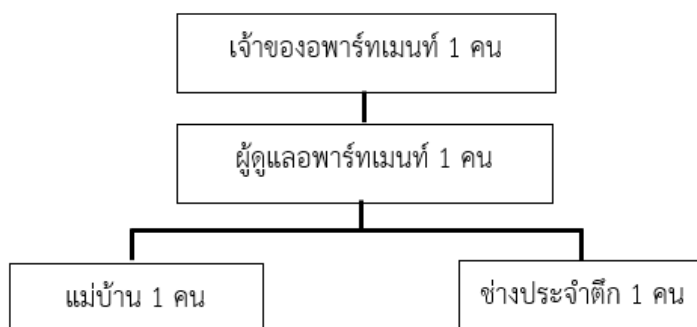 เจ้าของอพาร์ทเมนท์ 1 คน
ผู้ดูแลอพาร์ทเมนท์ 1 คน
แม่บ้าน 1 คน
ช่างประจำตึก 1 คน